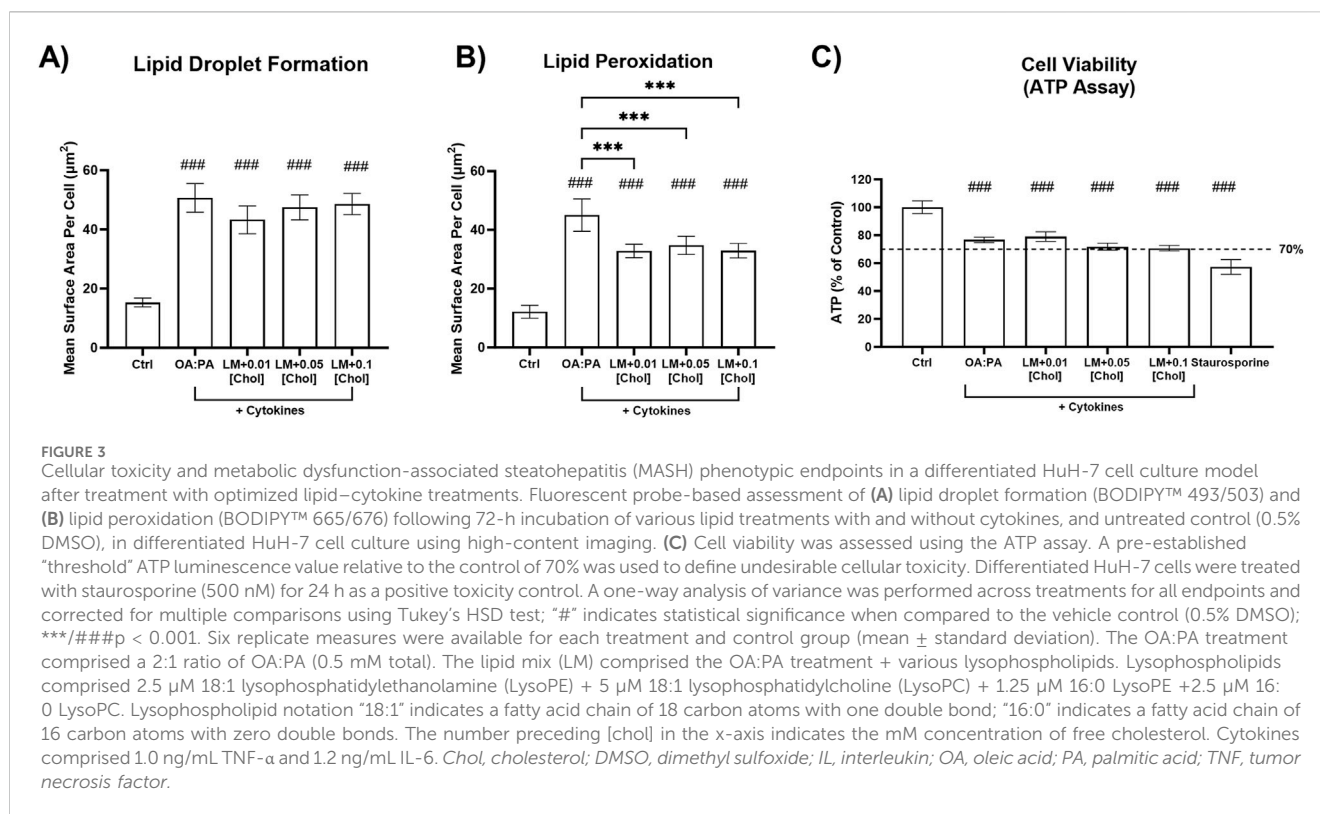 A)
Lipid Droplet Formation
Mean Surface Area Per Cell (µm²)
60
40
20
0
###
###
###
###
Ctrl
OA:PA
LM+0.01
[Chol]
LM+0.05
[Chol]
LM+0.1
[Chol]
+ Cytokines
B)
Lipid Peroxidation
Mean Surface Area Per Cell (µm²)
60
40
20
0
***
***
***
###
###
###
###
Ctrl
OA:PA
LM+0.01
[Chol]
LM+0.05
[Chol]
LM+0.1
[Chol]
+ Cytokines
C)
Cell Viability
(ATP Assay)
ATP (% of Control)
120
100
80
60
40
20
0
###
###
###
###
###
70%
Ctrl
OA:PA
LM+0.01
[Chol]
LM+0.05
[Chol]
LM+0.1
[Chol]
Staurosporine
+ Cytokines
FIGURE 3
Cellular toxicity and metabolic dysfunction-associated steatohepatitis (MASH) phenotypic endpoints in a differentiated HuH-7 cell culture model
after treatment with optimized lipid–cytokine treatments. Fluorescent probe-based assessment of (A) lipid droplet formation (BODIPY™ 493/503) and
(B) lipid peroxidation (BODIPY™ 665/676) following 72-h incubation of various lipid treatments with and without cytokines, and untreated control (0.5%
DMSO), in differentiated HuH-7 cell culture using high-content imaging. (C) Cell viability was assessed using the ATP assay. A pre-established
"threshold" ATP luminescence value relative to the control of 70% was used to define undesirable cellular toxicity. Differentiated HuH-7 cells were treated
with staurosporine (500 nM) for 24 h as a positive toxicity control. A one-way analysis of variance was performed across treatments for all endpoints and
corrected for multiple comparisons using Tukey's HSD test; "#" indicates statistical significance when compared to the vehicle control (0.5% DMSO);
***/###p < 0.001. Six replicate measures were available for each treatment and control group (mean ± standard deviation). The OA:PA treatment
comprised a 2:1 ratio of OA:PA (0.5 mM total). The lipid mix (LM) comprised the OA:PA treatment + various lysophospholipids. Lysophospholipids
comprised 2.5 µM 18:1 lysophosphatidylethanolamine (LysoPE) + 5 µM 18:1 lysophosphatidylcholine (LysoPC) + 1.25 µM 16:0 LysoPE +2.5 µM 16:
0 LysoPC. Lysophospholipid notation "18:1" indicates a fatty acid chain of 18 carbon atoms with one double bond; "16:0" indicates a fatty acid chain of
16 carbon atoms with zero double bonds. The number preceding [chol] in the x-axis indicates the mM concentration of free cholesterol. Cytokines
comprised 1.0 ng/mL TNF-α and 1.2 ng/mL IL-6. Chol, cholesterol; DMSO, dimethyl sulfoxide; IL, interleukin; OA, oleic acid; PA, palmitic acid; TNF, tumor
necrosis factor.